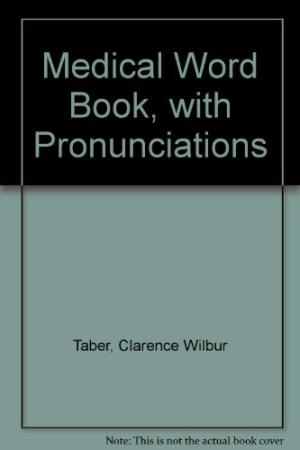 Medical Word
Book, with
Pronunciations
Taber, Clarence Wilbur
Note: This is not the actual book cover